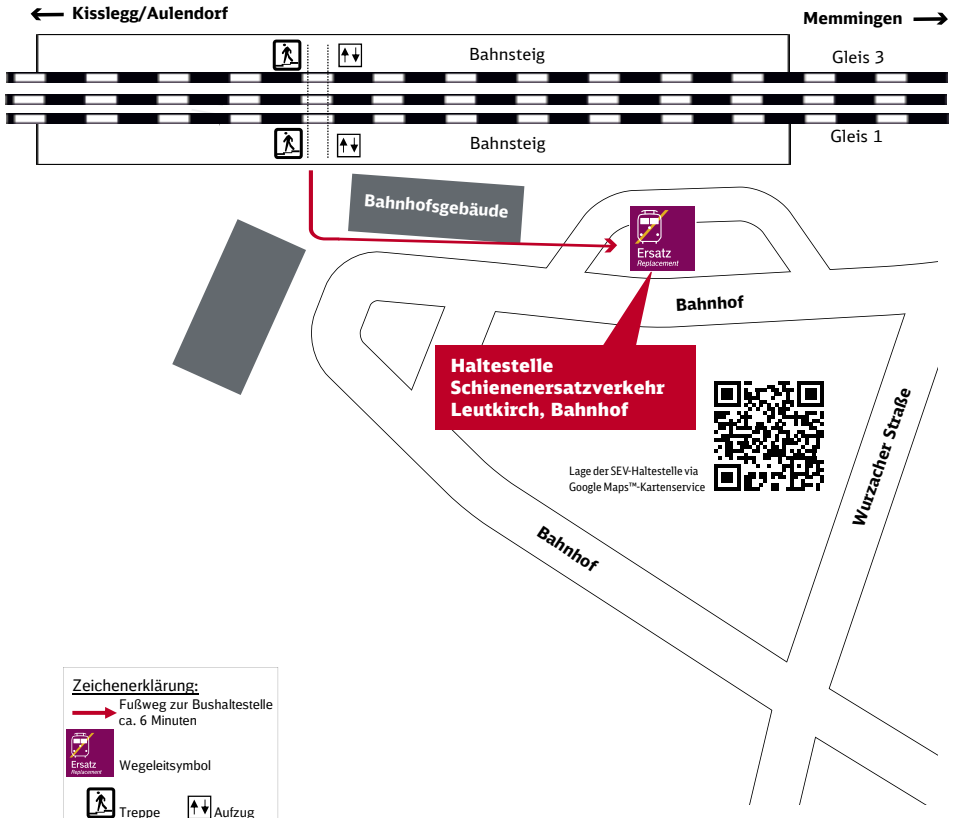 Kisslegg/Aulendorf
Memmingen
Bahnsteig
Gleis 3
Bahnsteig
Gleis 1
Bahnhofsgebäude
Ersatz
Replacement
Bahnhof
Haltestelle
Schienenersatzverkehr
Leutkirch, Bahnhof
Wurzacher Straße
Lage der SEV-Haltestelle via
Google Maps™-Kartenservice
Bahnhof
Zeichenerklärung:
Fußweg zur Bushaltestelle
ca. 6 Minuten
Ersatz
Replacement
Wegeleitsymbol
Treppe
Aufzug